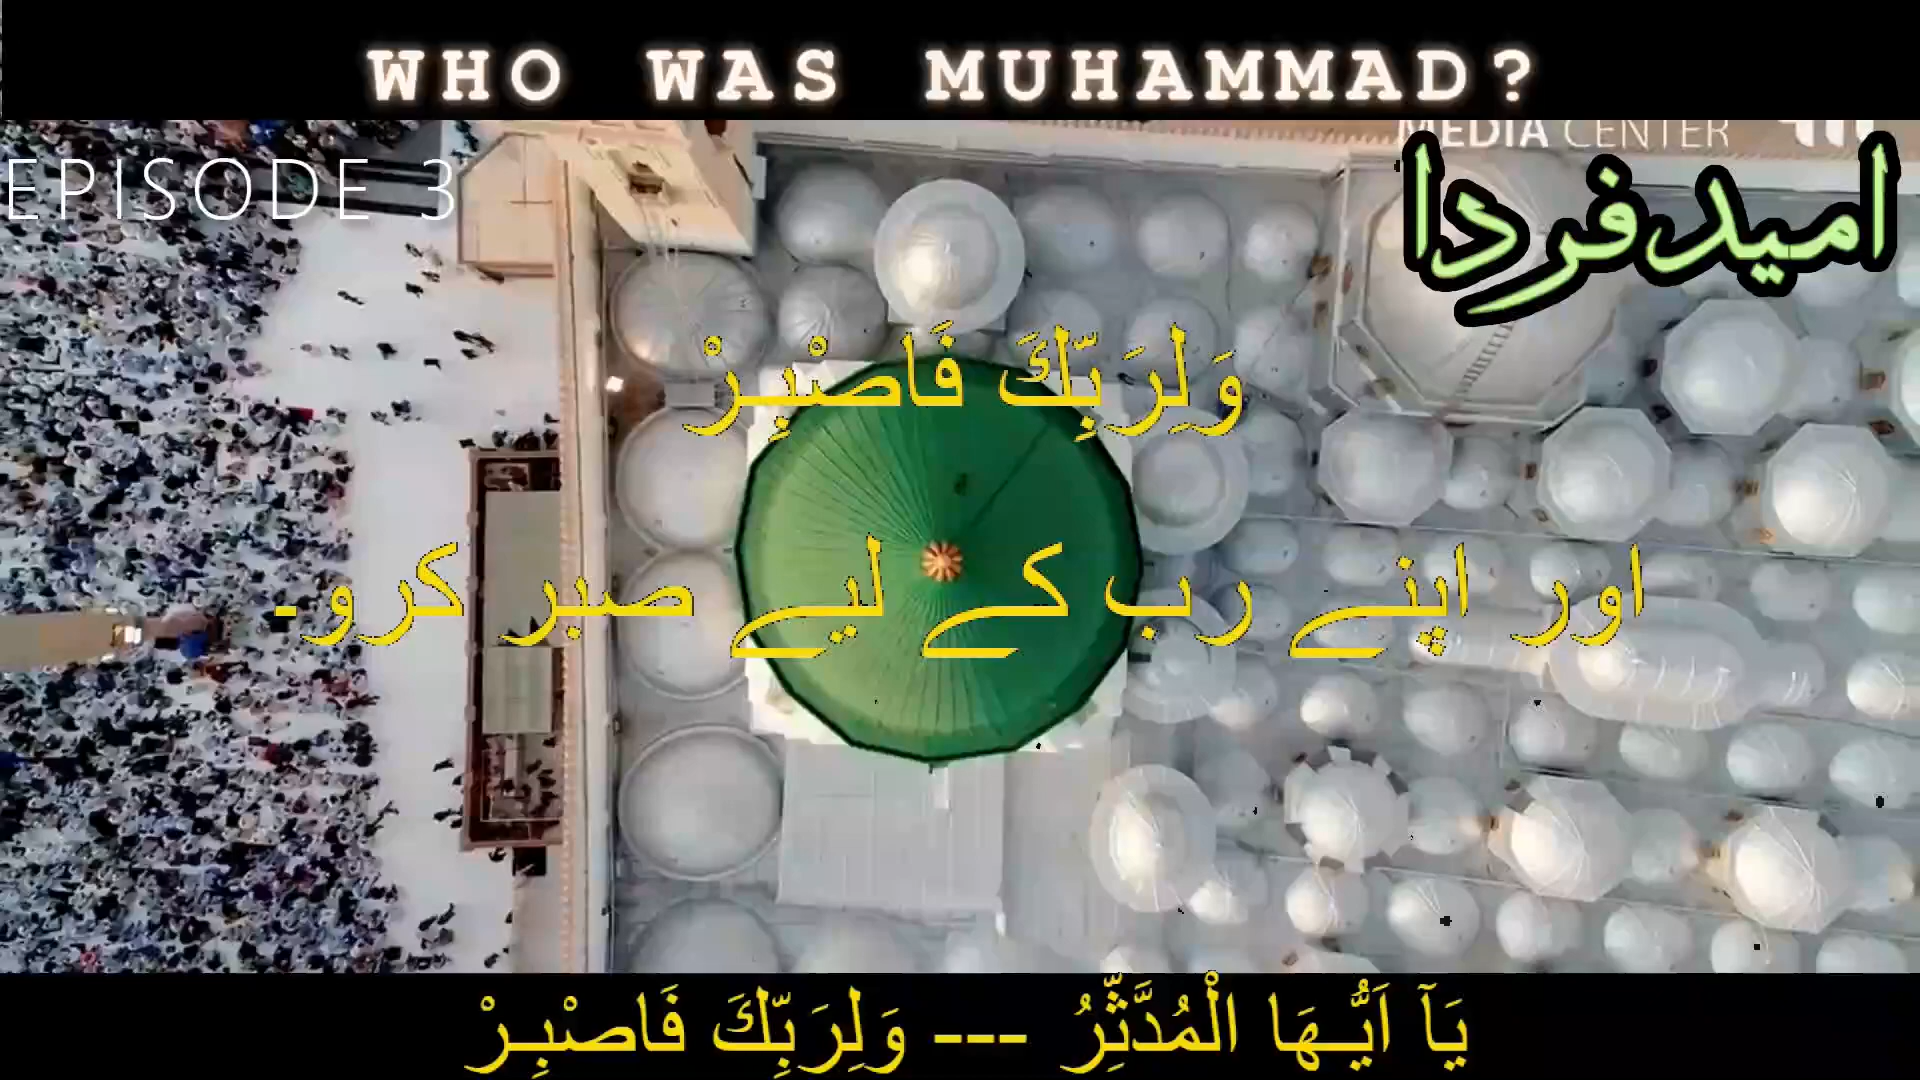 WHO WAS MUHAMMAD?
MEDIA CENTER
EPISODE 3
امید فردا
وَلِرَبِّكَ فَاصْبِرْ
اور اپنے رب کے لیے صبر کرو۔
يَآ اَيُّـهَا الْمُدَّثِّرُ --- وَلِرَبِّكَ فَاصْبِرْ